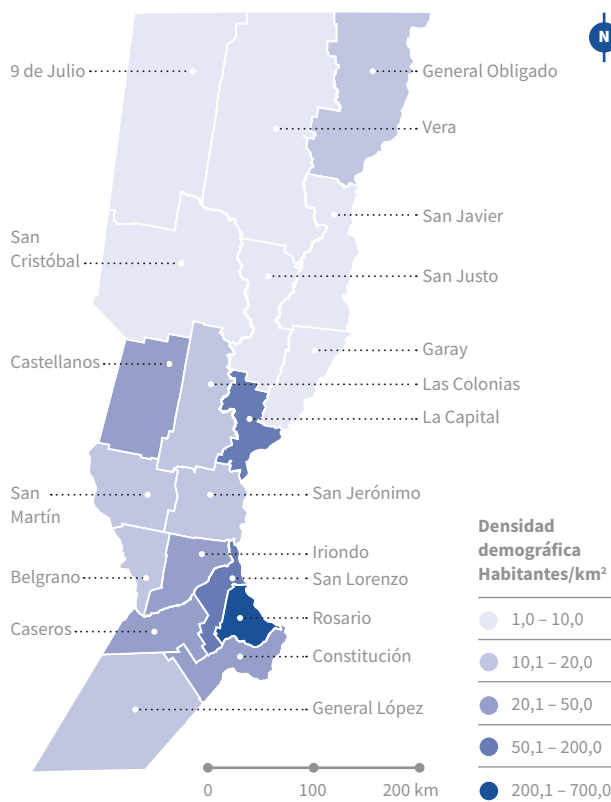 N
9 de Julio
General Obligado
Vera
San Javier
San
Cristóbal
San Justo
Garay
Castellanos
Las Colonias
La Capital
San
Martín
San Jerónimo
Iriondo
Belgrano
San Lorenzo
Caseros
Rosario
Constitución
General López
Densidad
demográfica
Habitantes/km²
1,0 – 10,0
10,1 – 20,0
20,1 – 50,0
50,1 – 200,0
200,1 – 700,0
0 100 200 km